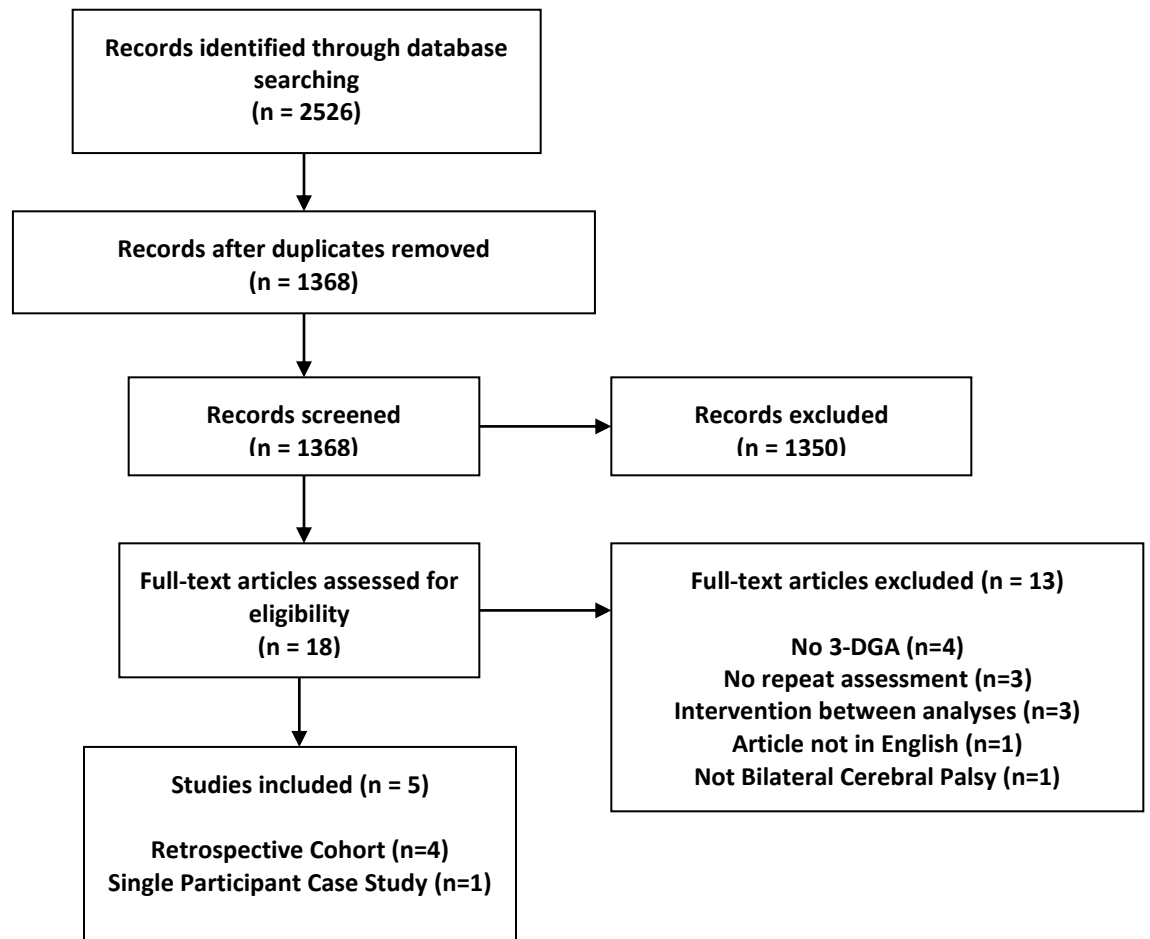 Records identified through database
searching
(n = 2526)
Records after duplicates removed
(n = 1368)
Records screened
(n = 1368)
Records excluded
(n = 1350)
Full-text articles assessed for
eligibility
(n = 18)
Full-text articles excluded (n = 13)
No 3-DGA (n=4)
No repeat assessment (n=3)
Intervention between analyses (n=3)
Article not in English (n=1)
Not Bilateral Cerebral Palsy (n=1)
Studies included (n = 5)
Retrospective Cohort (n=4)
Single Participant Case Study (n=1)